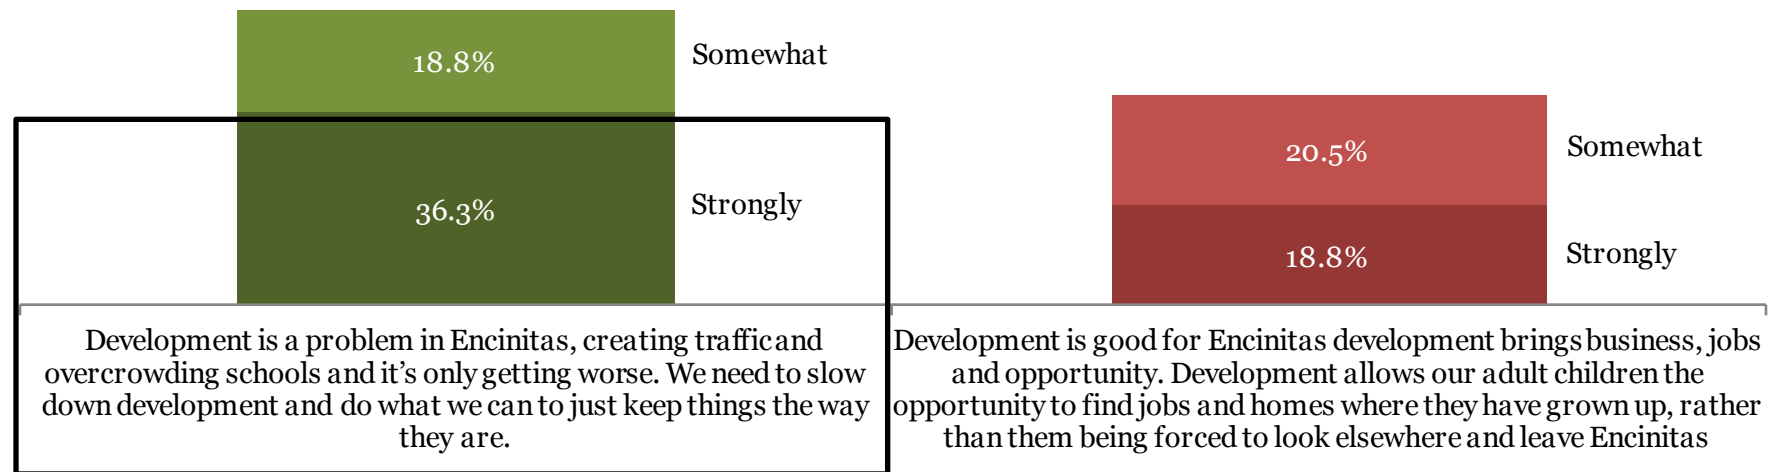 18.8%
Somewhat
36.3%
Strongly
20.5%
Somewhat
18.8%
Strongly
Development is a problem in Encinitas, creating traffic and
overcrowding schools and it’s only getting worse. We need to slow
down development and do what we can to just keep things the way
they are.
Development is good for Encinitas development brings business, jobs
and opportunity. Development allows our adult children the
opportunity to find jobs and homes where they have grown up, rather
than them being forced to look elsewhere and leave Encinitas